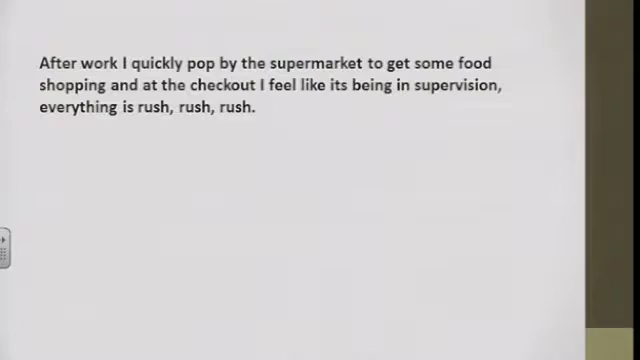 After work I quickly pop by the supermarket to get some food
shopping and at the checkout I feel like its being in supervision,
everything is rush, rush, rush.